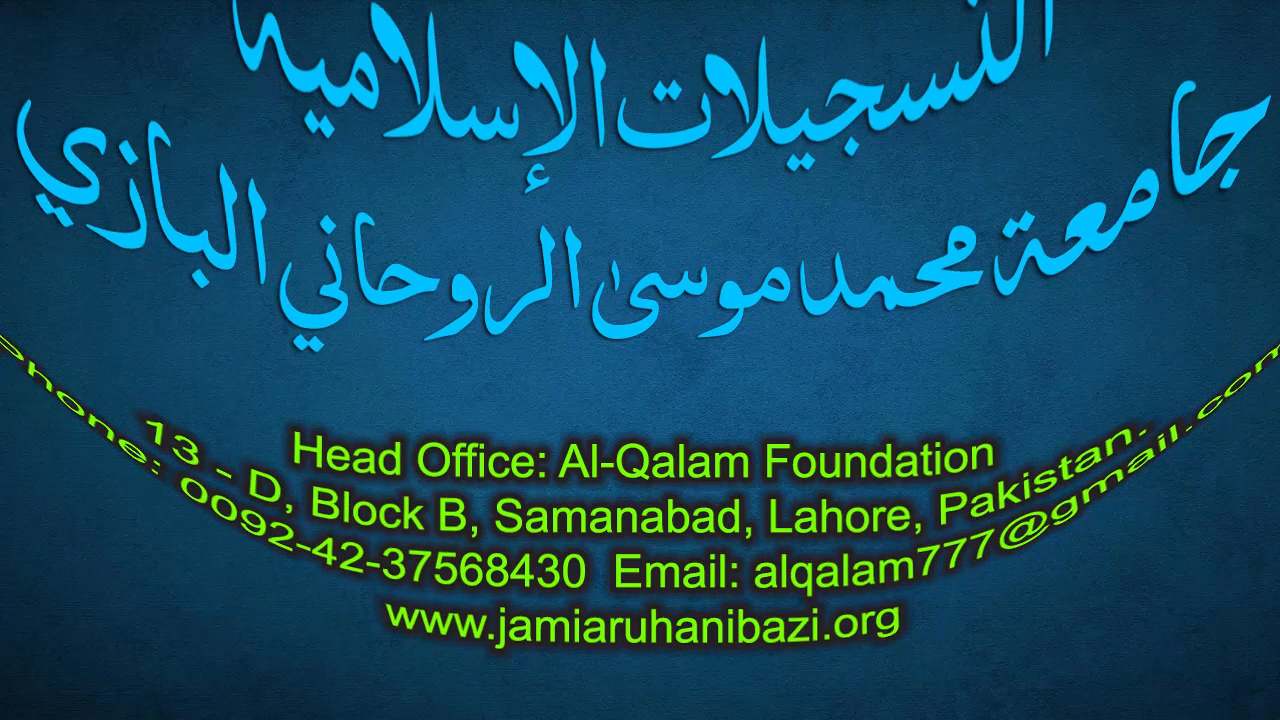 التسجيلات الإسلامية
جامعة محمد موسىٰ الروحاني البازي
Head Office: Al-Qalam Foundation
13 - D, Block B, Samanabad, Lahore, Pakistan.
Phone: 0092-42-37568430 Email: alqalam777@gmail.com
www.jamiaruhanibazi.org